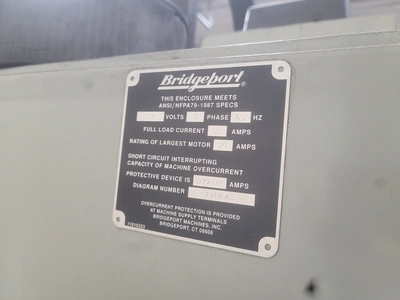 Bridgeport®
THIS ENCLOSURE MEETS
ANSI/NFPA79-1987 SPECS
VOLTS PHASE HZ
FULL LOAD CURRENT AMPS
RATING OF LARGEST MOTOR AMPS
SHORT CIRCUIT INTERRUPTING
CAPACITY OF MACHINE OVERCURRENT
PROTECTIVE DEVICE IS AMPS
DIAGRAM NUMBER
OVERCURRENT PROTECTION IS PROVIDED
AT MACHINE SUPPLY TERMINALS
BRIDGEPORT MACHINES, INC.
BRIDGEPORT, CT 06606